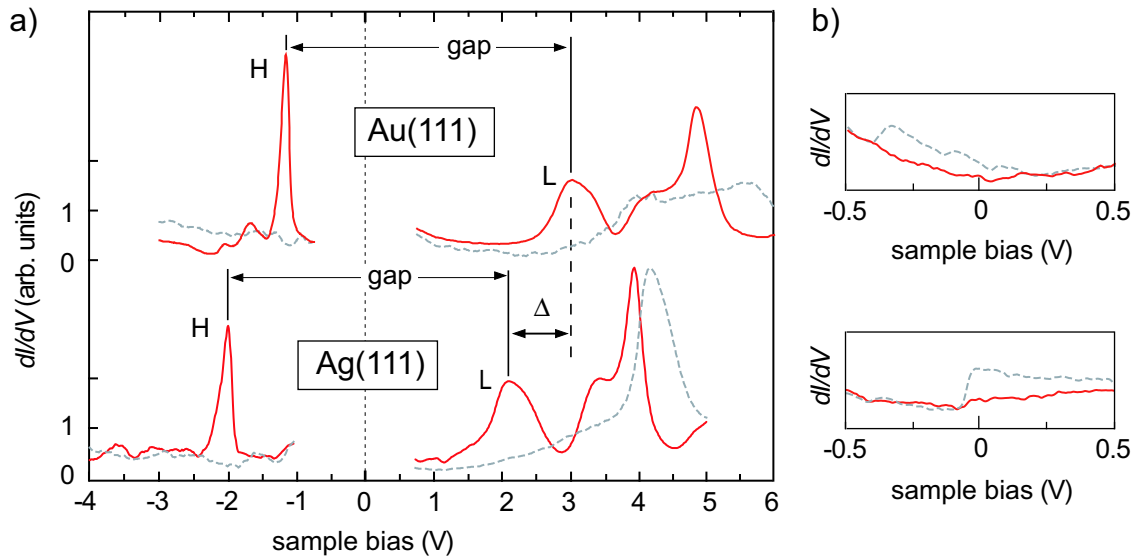 a)
b)
H
gap
Au(111)
L
1
0
gap
H
Δ
Ag(111)
L
1
0
dI/dV (arb. units)
-4 -3 -2 -1 0 1 2 3 4 5 6
sample bias (V)
dI/dV
-0.5 0 0.5
sample bias (V)
dI/dV
-0.5 0 0.5
sample bias (V)